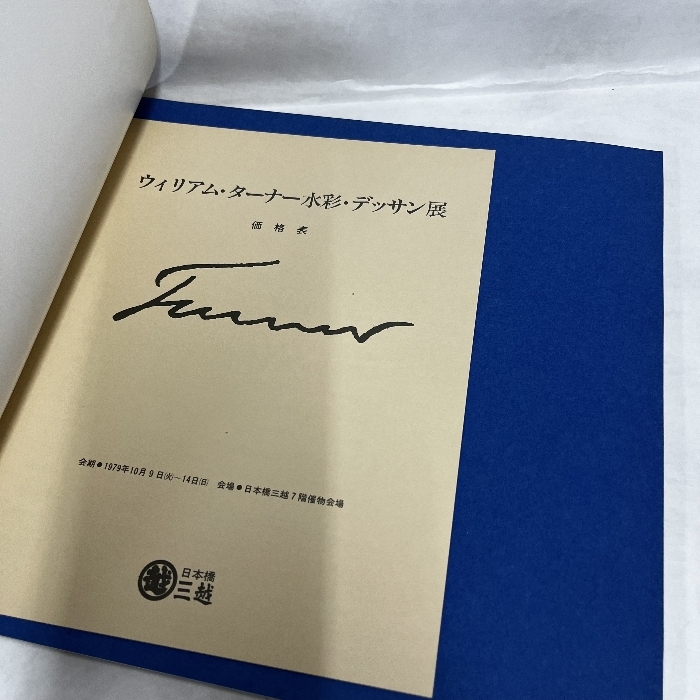 ウィリアム・ターナー水彩・デッサン展
価格表
Turner
会期●1979年10月9日(火)―14日(日) 会場●日本橋三越7階催物会場
越 日本橋
三越